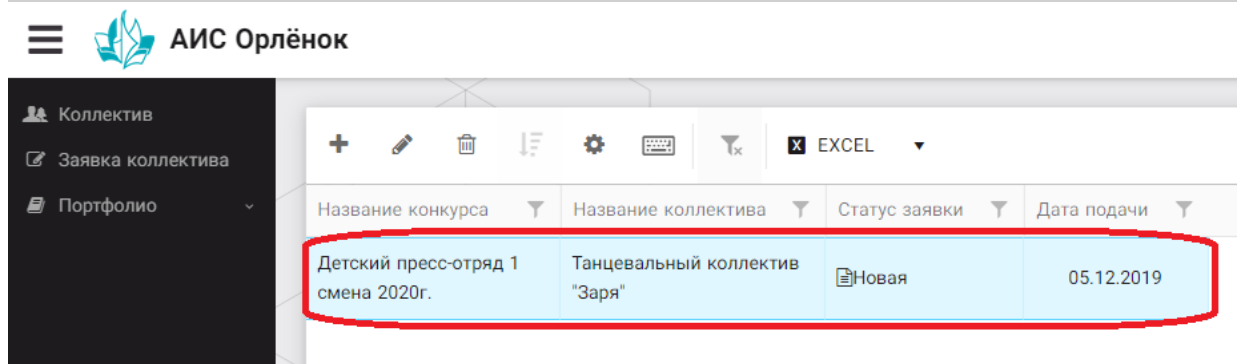 АИС Орлёнок
Коллектив
Заявка коллектива
Портфолио
X EXCEL
Название конкурса Название коллектива Статус заявки Дата подачи
Детский пресс-отряд 1 Танцевальный коллектив
смена 2020г. "Заря" Новая 05.12.2019